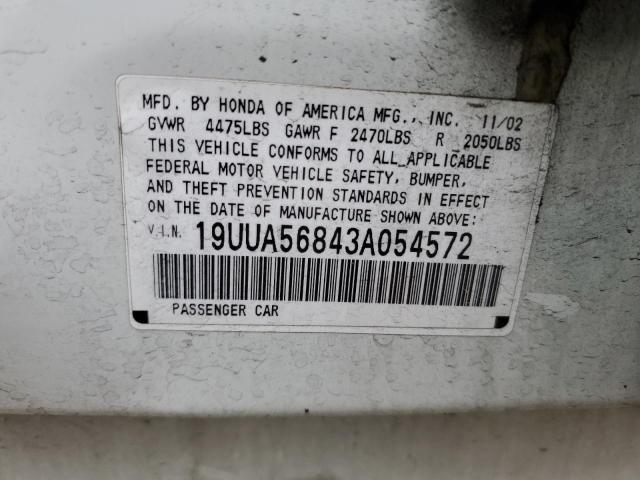 MFD. BY HONDA OF AMERICA MFG., INC. 11/02
GVWR 4475LBS GAWR F 2470LBS R 2050LBS
THIS VEHICLE CONFORMS TO ALL APPLICABLE
FEDERAL MOTOR VEHICLE SAFETY, BUMPER,
AND THEFT PREVENTION STANDARDS IN EFFECT
ON THE DATE OF MANUFACTURE SHOWN ABOVE:
V.I.N. 19UUA56843A054572
PASSENGER CAR